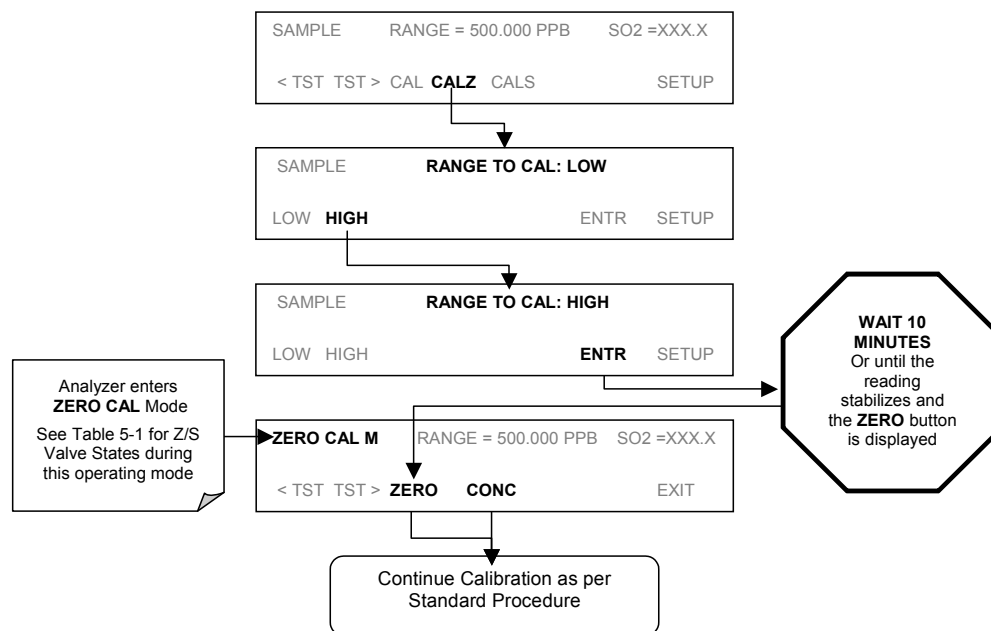 SAMPLE RANGE = 500.000 PPB SO2 =XXX.X
< TST TST > CAL CALZ CALS SETUP
SAMPLE RANGE TO CAL: LOW
LOW HIGH ENTR SETUP
SAMPLE RANGE TO CAL: HIGH
LOW HIGH ENTR SETUP
WAIT 10
MINUTES
Or until the
reading
stabilizes and
the ZERO button
is displayed
Analyzer enters
ZERO CAL Mode
See Table 5-1 for Z/S
Valve States during
this operating mode
ZERO CAL M RANGE = 500.000 PPB SO2 =XXX.X
< TST TST > ZERO CONC EXIT
Continue Calibration as per
Standard Procedure